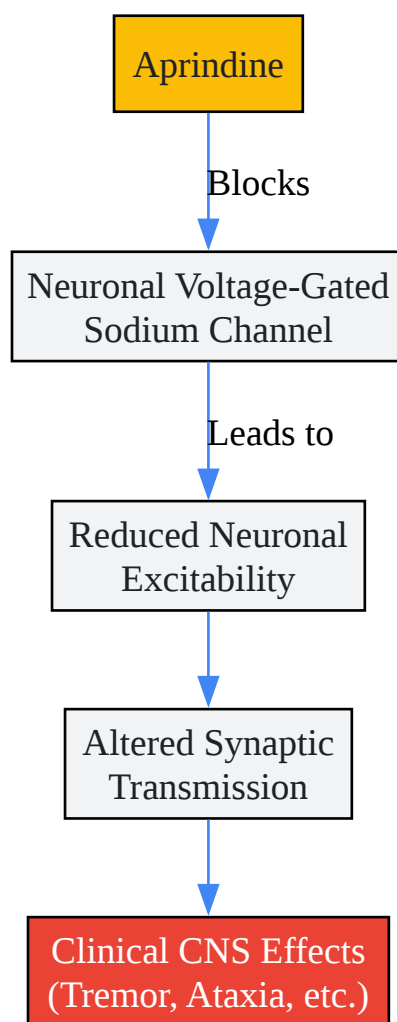 Aprindine
Blocks
Neuronal Voltage-Gated
Sodium Channel
Leads to
Reduced Neuronal
Excitability
Altered Synaptic
Transmission
Clinical CNS Effects
(Tremor, Ataxia, etc.)